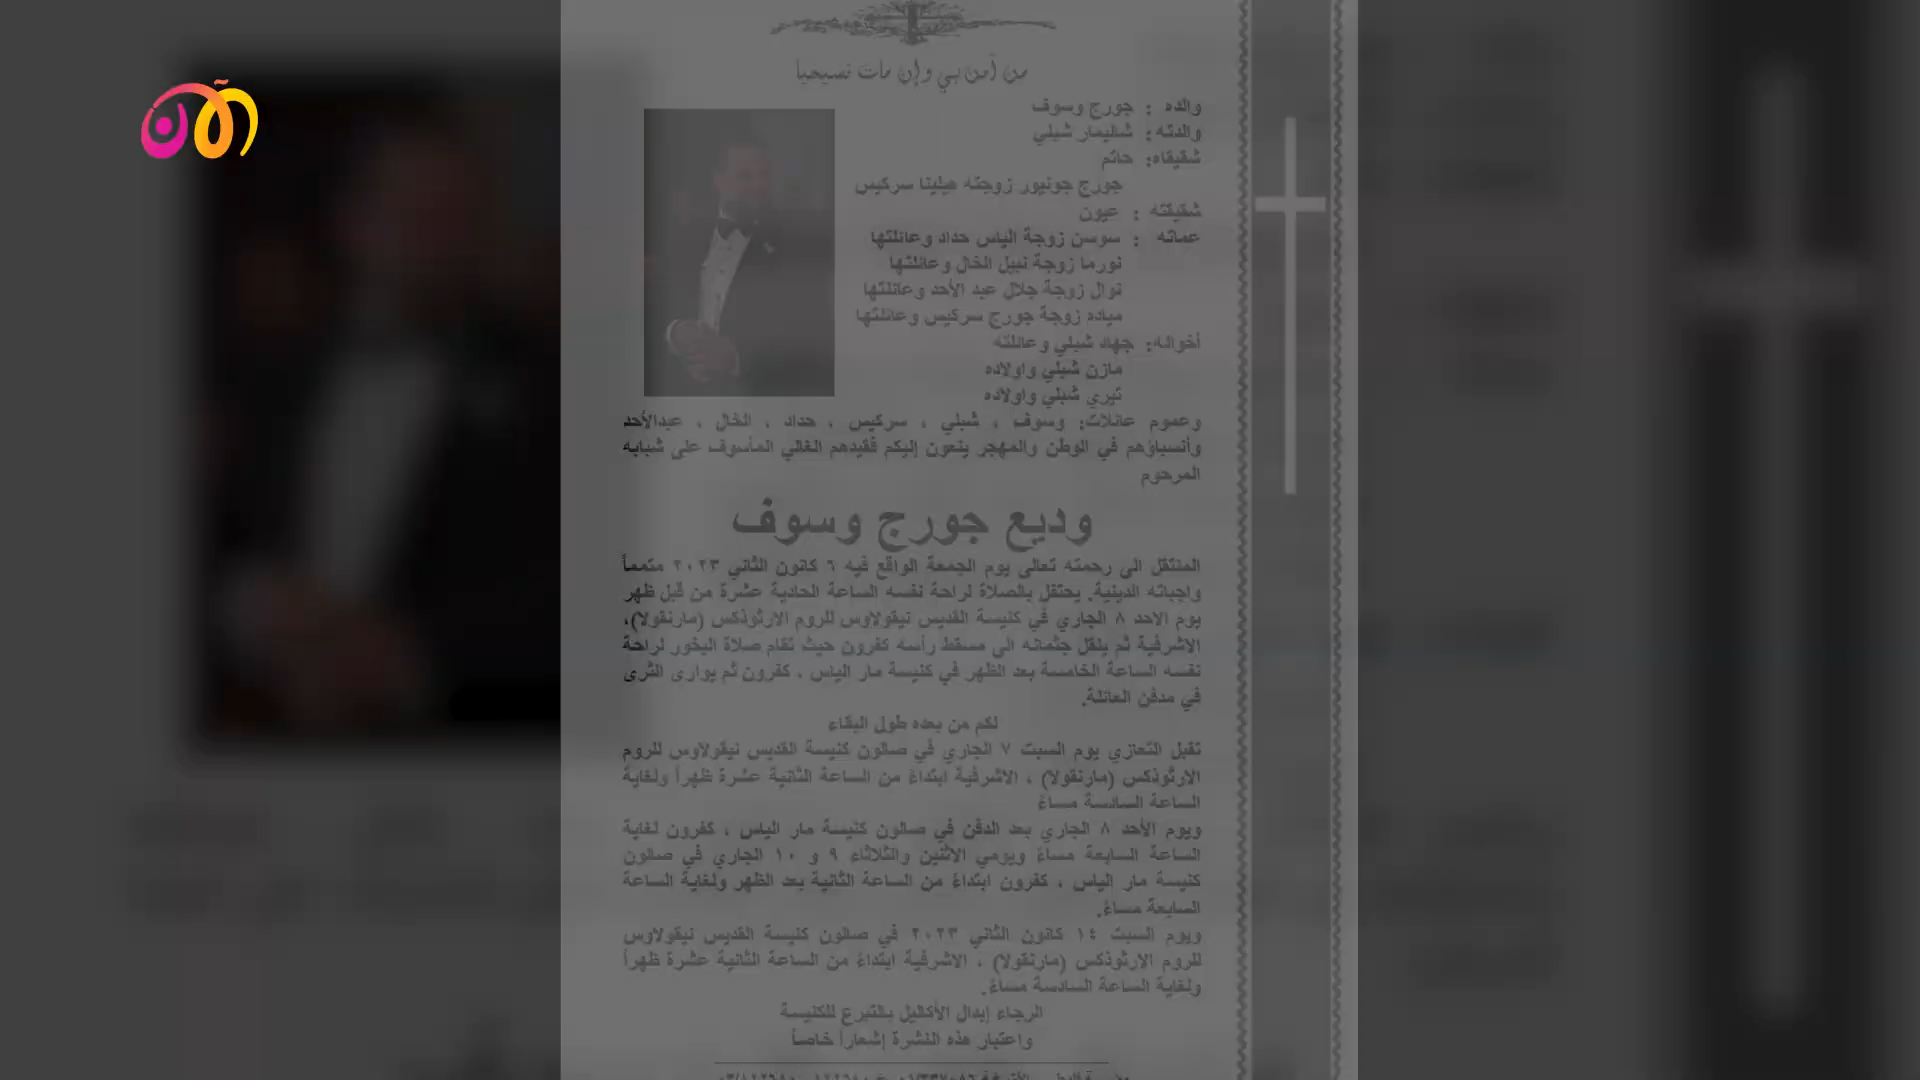 آن
من آمن بي وإن مات فسيحيا
والده : جورج وسوف
والدته : شاليمار شبلي
شقيقاه: حاتم
جورج جونيور زوجته ميلينا سركيس
شقيقته : عيون
عماته : سوسن زوجة الياس حداد وعائلتها
نورما زوجة نبيل الخال وعائلتها
نوال زوجة جلال عبد الأحد وعائلتها
مياده زوجة جورج سركيس وعائلتها
أخواله: جهاد شبلي وعائلته
مازن شبلي واولاده
تيري شبلي واولاده
وعموم عائلات: وسوف ، شبلي ، سركيس ، حداد ، الخال ، عبدالأحد
وأنسباؤهم في الوطن والمهجر ينعون إليكم فقيدهم الغالي المأسوف على شبابه
المرحوم
وديع جورج وسوف
المنتقل الى رحمته تعالى يوم الجمعة الواقع فيه ٦ كانون الثاني ٢٠٢٣ متمماً
واجباته الدينية. يحتفل بالصلاة لراحة نفسه الساعة الحادية عشرة من قبل ظهر
يوم الاحد ٨ الجاري في كنيسة القديس نيقولاوس للروم الارثوذكس (مارنقولا)،
الاشرفية ثم ينقل جثمانه الى مسقط رأسه كفرون حيث تقام صلاة البخور لراحة
نفسه الساعة الخامسة بعد الظهر في كنيسة مار الياس ، كفرون ثم يوارى الثرى
في مدفن العائلة.
لكم من بعده طول البقاء
تقبل التعازي يوم السبت ٧ الجاري في صالون كنيسة القديس نيقولاوس للروم
الارثوذكس (مارنقولا) ، الاشرفية ابتداءً من الساعة الثانية عشرة ظهراً ولغاية
الساعة السادسة مساءً
ويوم الأحد ٨ الجاري بعد الدفن في صالون كنيسة مار الياس ، كفرون لغاية
الساعة السابعة مساءً ويومي الاثنين والثلاثاء ٩ و ١٠ الجاري في صالون
كنيسة مار الياس ، كفرون ابتداءً من الساعة الثانية بعد الظهر ولغاية الساعة
السابعة مساءً.
ويوم السبت ١٤ كانون الثاني ٢٠٢٣ في صالون كنيسة القديس نيقولاوس
للروم الارثوذكس (مارنقولا) ، الاشرفية ابتداءً من الساعة الثانية عشرة ظهراً
ولغاية الساعة السادسة مساءً.
الرجاء إبدال الأكاليل بالتبرع للكنيسة
واعتبار هذه النشرة إشعاراً خاصاً